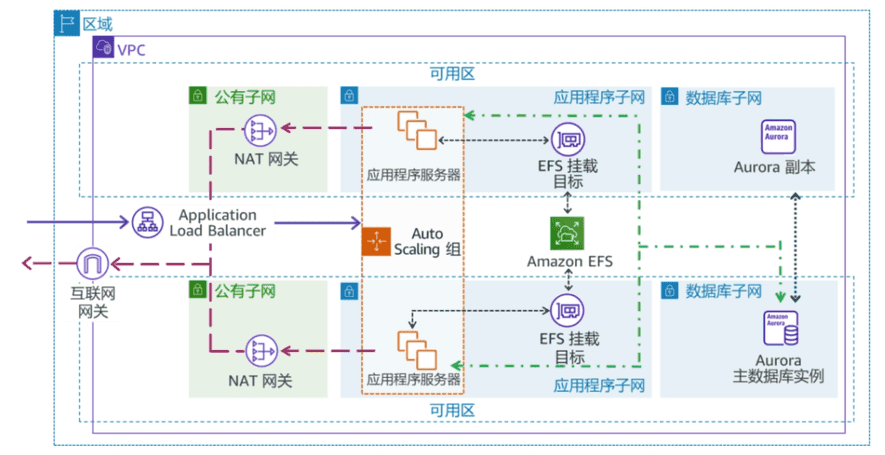 区域
VPC
可用区
公有子网
应用程序子网
数据库子网
NAT 网关
应用程序服务器
EFS 挂载
目标
Amazon
Aurora
Aurora 副本
Application
Load Balancer
Auto
Scaling 组
Amazon EFS
互联网
网关
公有子网
数据库子网
NAT 网关
应用程序服务器
EFS 挂载
目标
应用程序子网
Amazon
Aurora
Aurora
主数据库实例
可用区